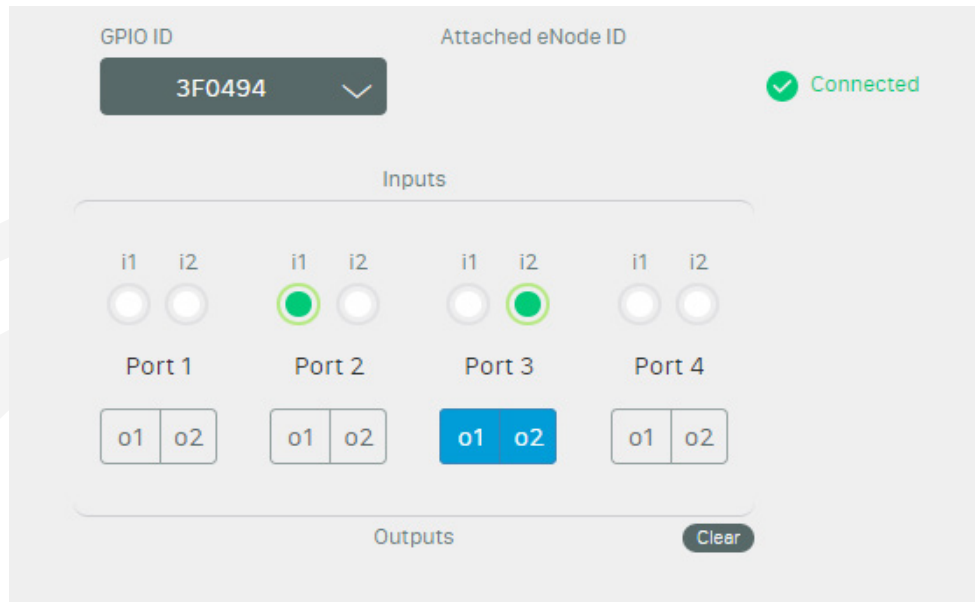 GPIO ID
Attached eNode ID
3F0494
Connected
Inputs
i1 i2 i1 i2 i1 i2 i1 i2
Port 1 Port 2 Port 3 Port 4
o1 o2 o1 o2 o1 o2 o1 o2
Outputs
Clear